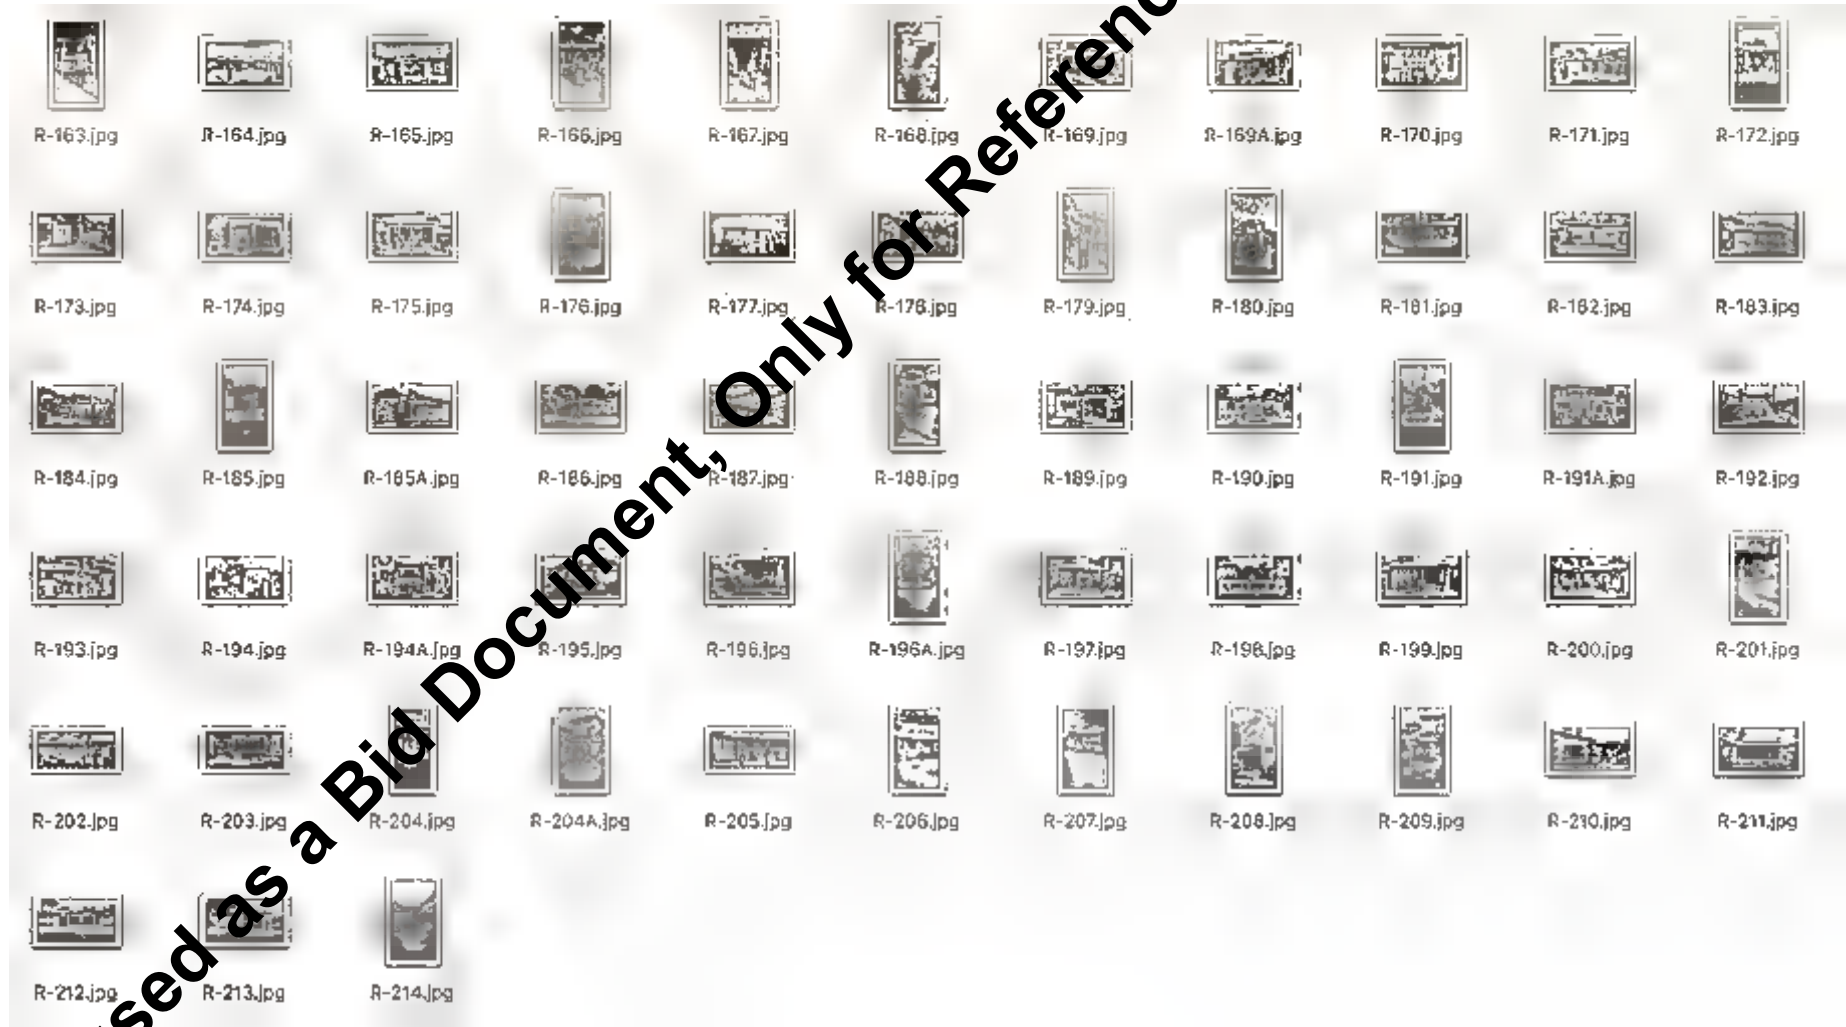 R-163.jpg R-164.jpg R-165.jpg R-166.jpg R-167.jpg R-168.jpg R-169.jpg R-169A.jpg R-170.jpg R-171.jpg R-172.jpg
R-173.jpg R-174.jpg R-175.jpg R-176.jpg R-177.jpg R-178.jpg R-179.jpg R-180.jpg R-181.jpg R-182.jpg R-183.jpg
R-184.jpg R-185.jpg R-185A.jpg R-186.jpg R-187.jpg R-188.jpg R-189.jpg R-190.jpg R-191.jpg R-191A.jpg R-192.jpg
R-193.jpg R-194.jpg R-194A.jpg R-195.jpg R-196.jpg R-196A.jpg R-197.jpg R-198.jpg R-199.jpg R-200.jpg R-201.jpg
R-202.jpg R-203.jpg R-204.jpg R-204A.jpg R-205.jpg R-206.jpg R-207.jpg R-208.jpg R-209.jpg R-210.jpg R-211.jpg
R-212.jpg R-213.jpg R-214.jpg
sed as a Bid Document, Only for Referenc